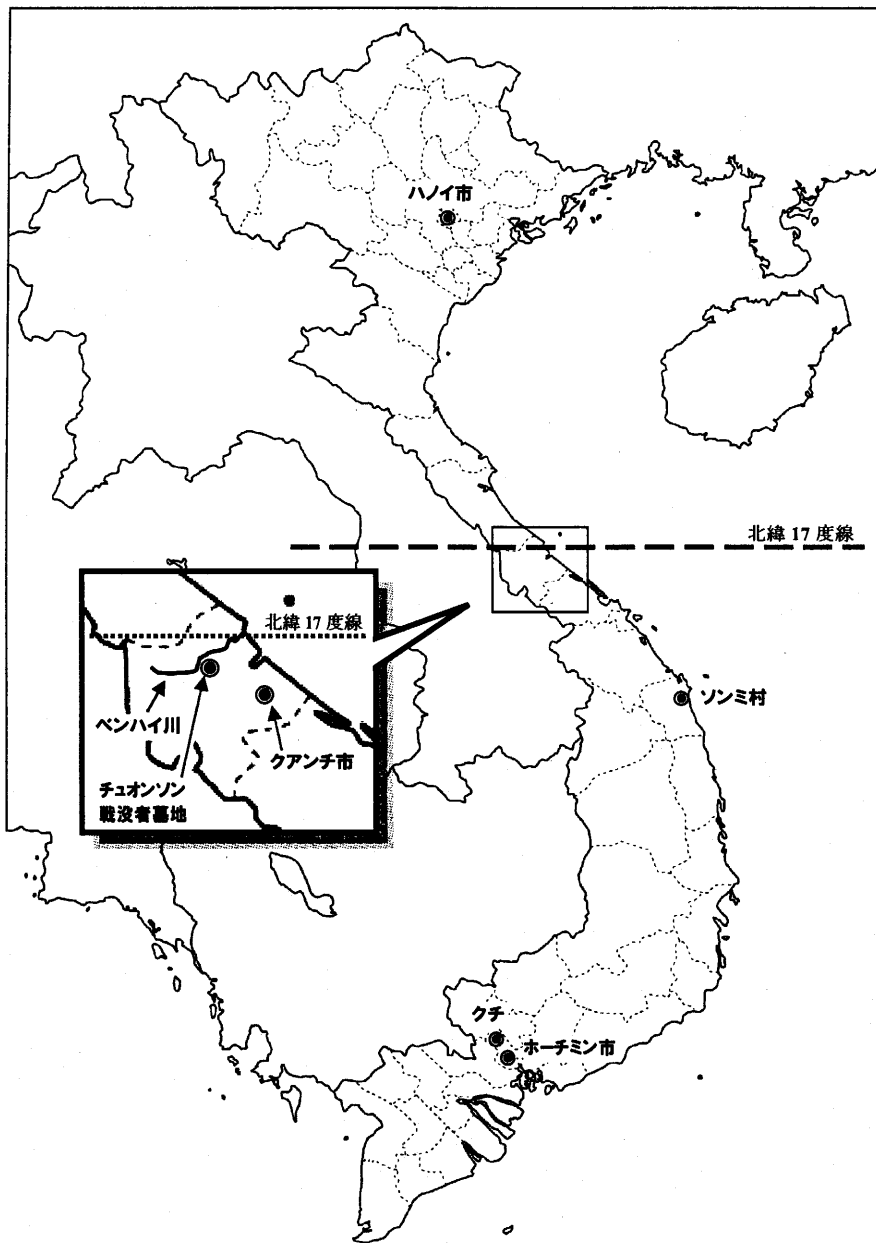 ハノイ市
北緯 17 度線
北緯 17 度線
ベンハイ川
クアンチ市
チュオンソン
戦没者墓地
ソンミ村
クチ
ホーチミン市